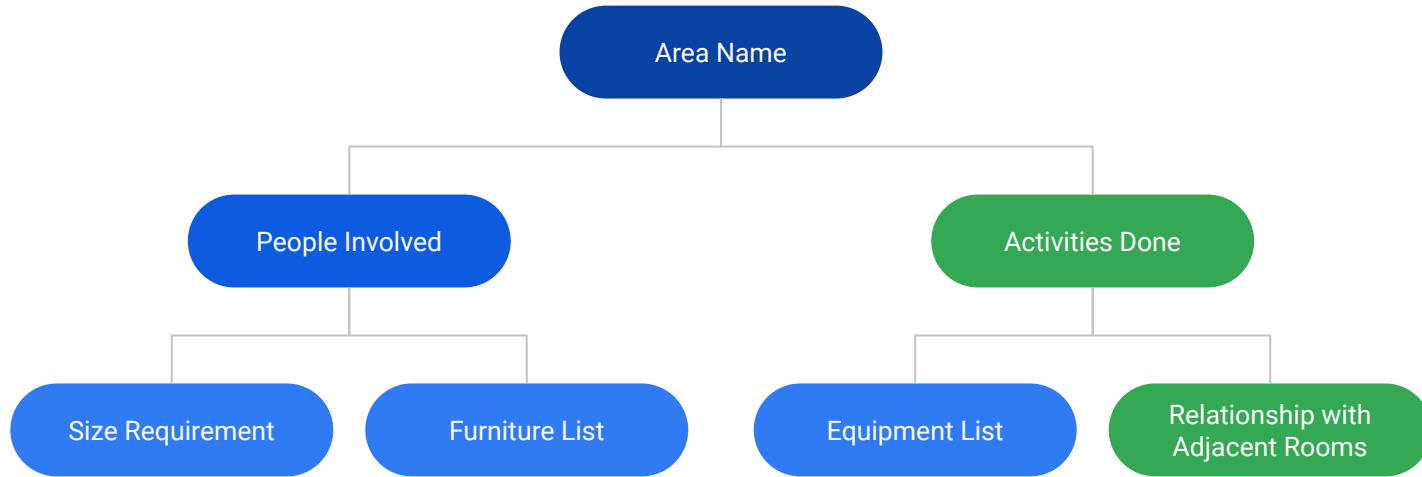 Area Name
People Involved
Activities Done
Size Requirement
Furniture List
Equipment List
Relationship with
Adjacent Rooms